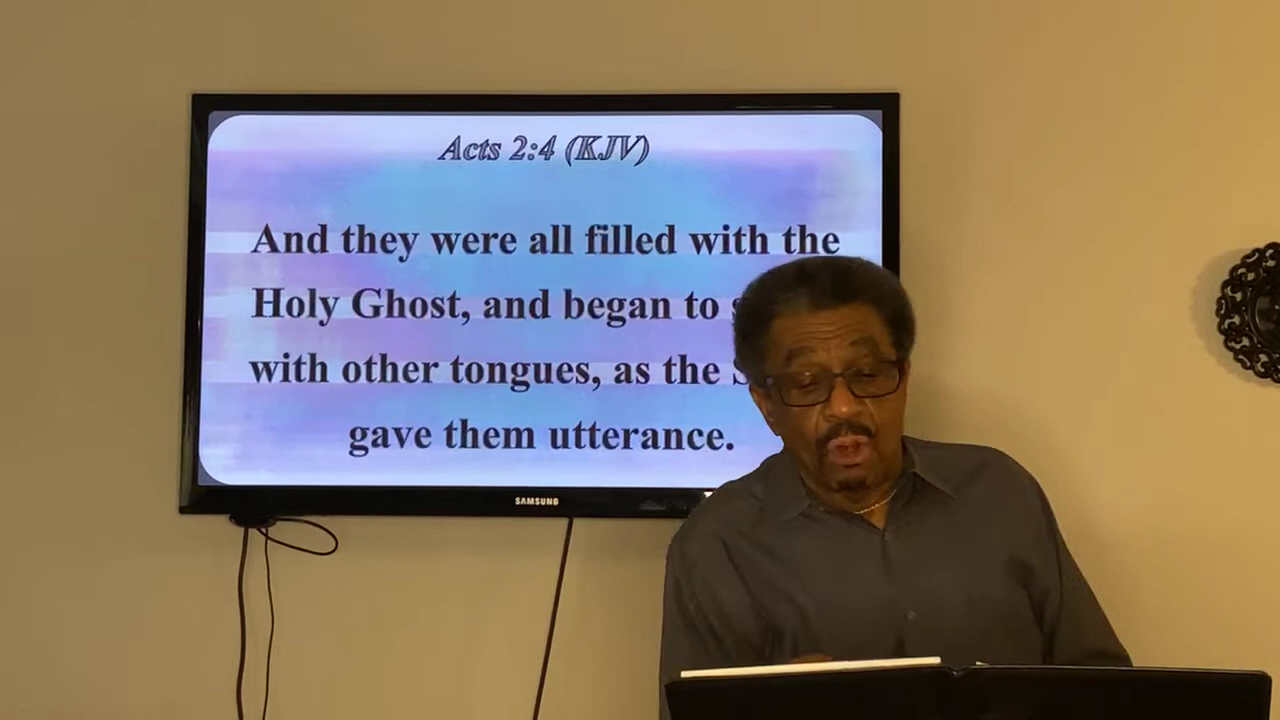 Acts 2:4 (KJV)
And they were all filled with the
Holy Ghost, and began to
with other tongues, as the
gave them utterance.
SAMSUNG